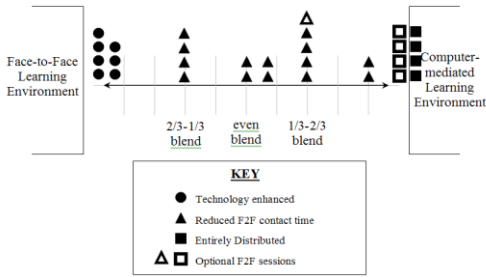 Face-to-Face
Learning
Environment
Computer-
mediated
Learning
Environment
2/3-1/3
blend
even
blend
1/3-2/3
blend
KEY
Technology enhanced
Reduced F2F contact time
Entirely Distributed
Optional F2F sessions